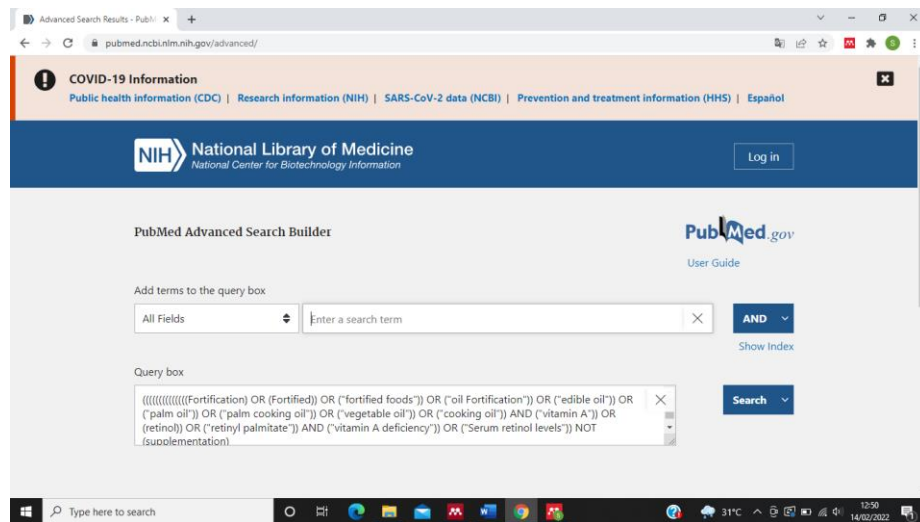 Advanced Search Results - PubM
pubmed.ncbi.nlm.nih.gov/advanced/
COVID-19 Information
Public health information (CDC) | Research information (NIH) | SARS-CoV-2 data (NCBI) | Prevention and treatment information (HHS) | Español
NIH National Library of Medicine
National Center for Biotechnology Information
Log in
PubMed Advanced Search Builder
PubMed.gov
User Guide
Add terms to the query box
All Fields
Enter a search term
AND
Show Index
Query box
((((((((((((((Fortification) OR (Fortified)) OR ("fortified foods")) OR ("oil Fortification")) OR ("edible oil")) OR
("palm oil")) OR ("palm cooking oil")) OR ("vegetable oil")) OR ("cooking oil")) AND ("vitamin A")) OR
(retinol)) OR ("retinyl palmitate")) AND ("vitamin A deficiency")) OR ("Serum retinol levels")) NOT
(supplementation)
Search
Type here to search
31°C
12:50
14/02/2022